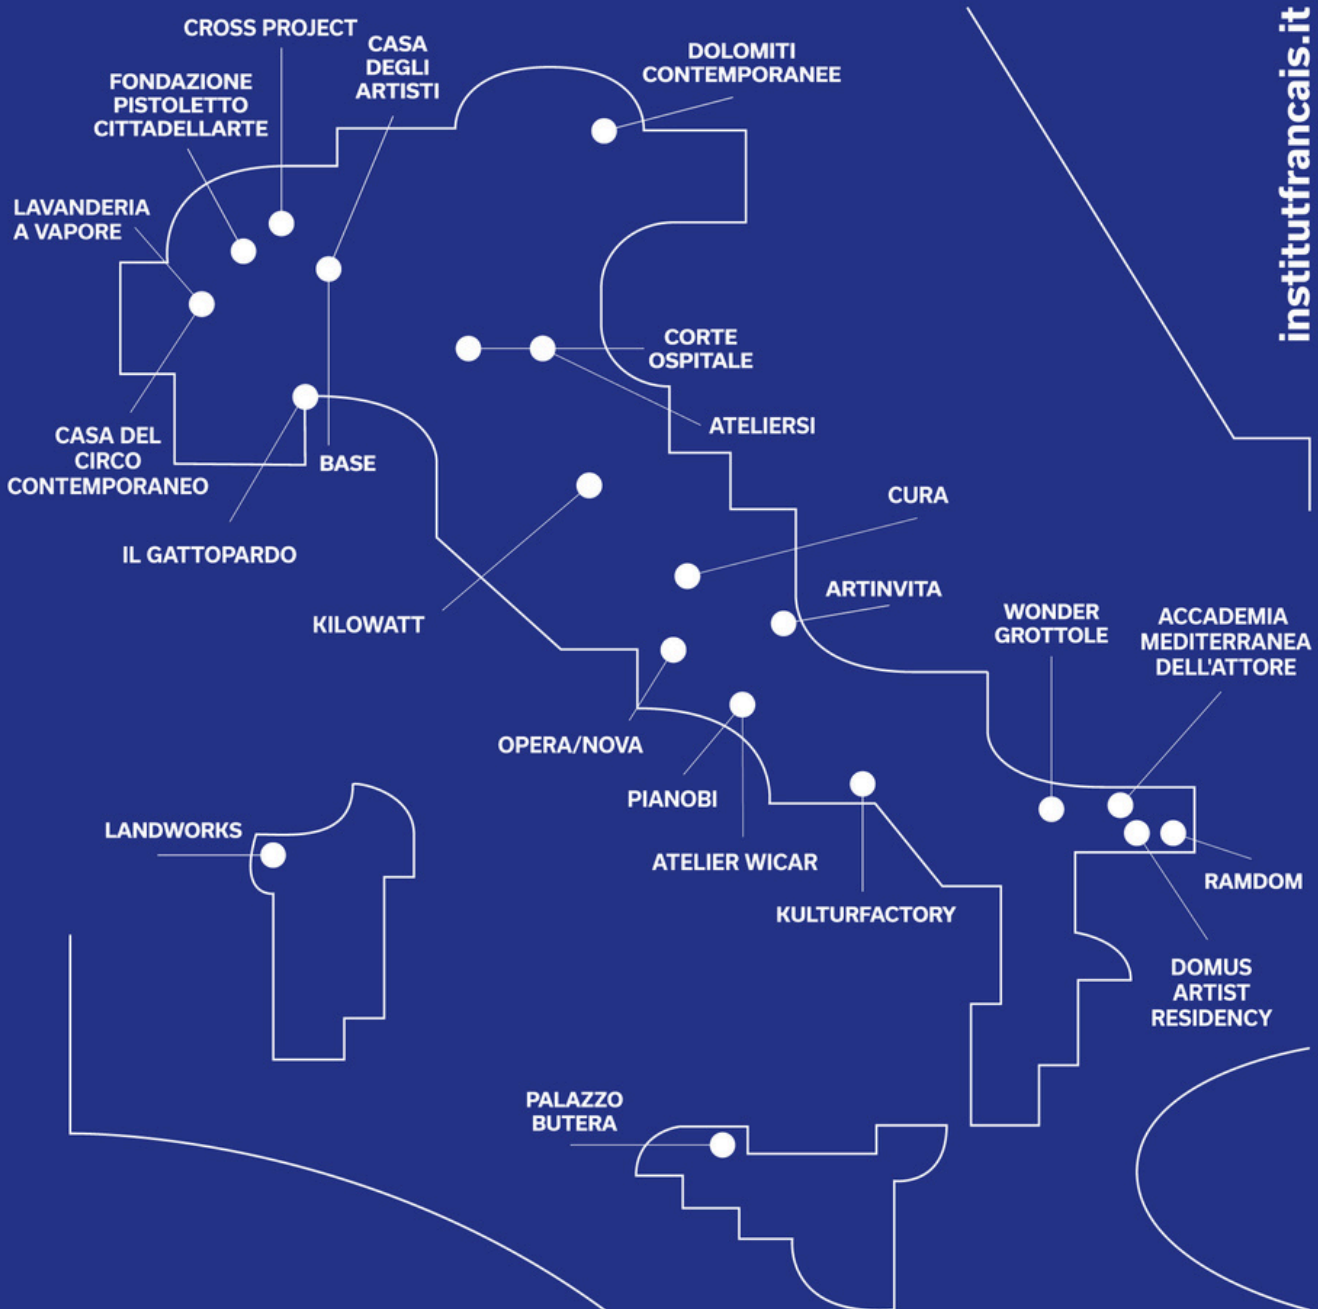 CROSS PROJECT
CASA
DEGLI
ARTISTI
DOLOMITI
CONTEMPORANEE
FONDAZIONE
PISTOLETTO
CITTADELLARTE
LAVANDERIA
A VAPORE
institutfrancais.it
CORTE
OSPITALE
ATELIERSI
CASA DEL
CIRCO
CONTEMPORANEO
BASE
CURA
IL GATTOPARDO
KILOWATT
ARTINVITA
WONDER
GROTTOLE
ACCADEMIA
MEDITERRANEA
DELL'ATTORE
OPERA/NOVA
PIANOBI
LANDWORKS
ATELIER WICAR
RAMDOM
KULTURFACTORY
DOMUS
ARTIST
RESIDENCY
PALAZZO
BUTERA